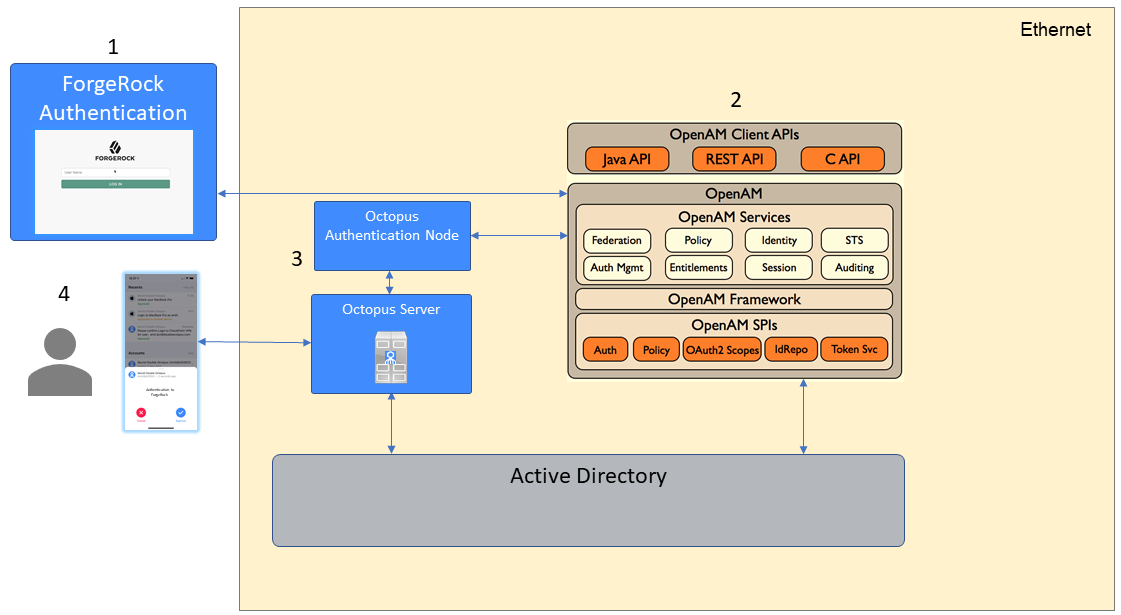 Ethernet
1
ForgeRock
Authentication
FORGEROCK
User Name
LOG IN
2
OpenAM Client APIs
Java API
REST API
C API
OpenAM
OpenAM Services
Federation
Policy
Identity
STS
Auth Mgmt
Entitlements
Session
Auditing
OpenAM Framework
OpenAM SPIs
Auth
Policy
OAuth2 Scopes
IdRepo
Token Svc
Octopus
Authentication Node
3
Octopus Server
4
Recents
Accounts
Authentication to
ForgeRock
Active Directory